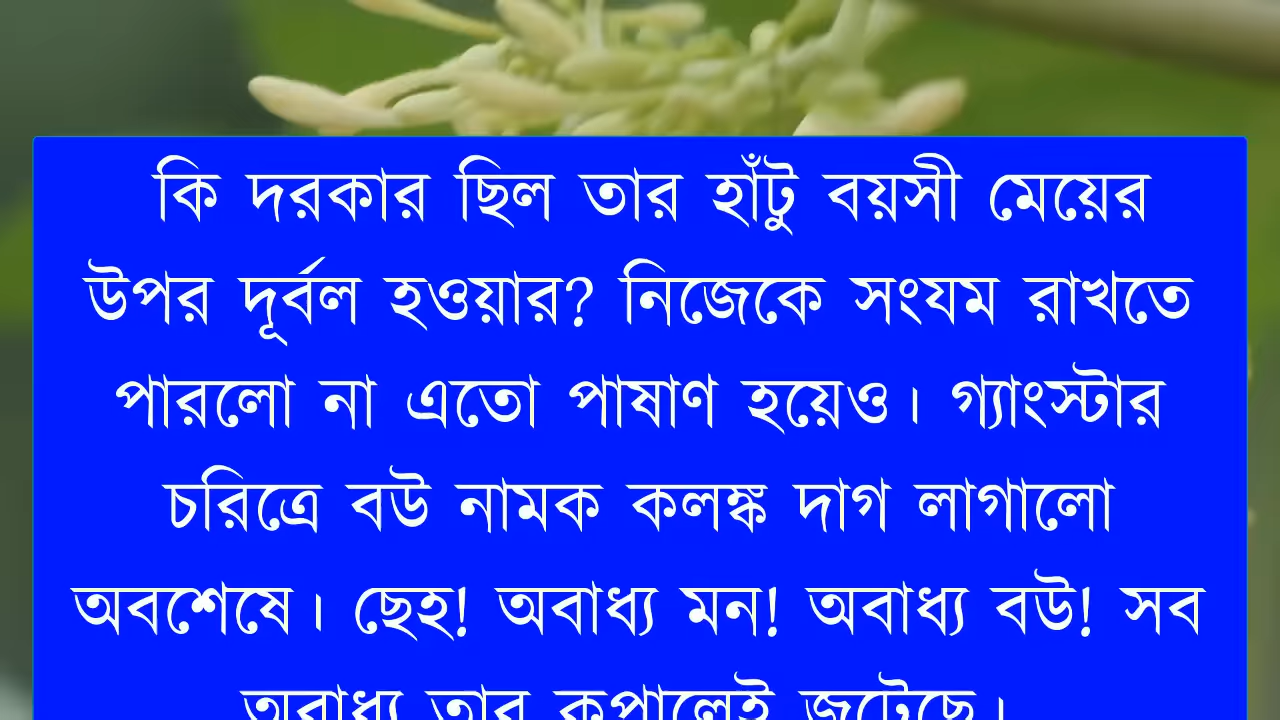 কি দরকার ছিল তার হাঁটু বয়সী মেয়ের
উপর দূর্বল হওয়ার? নিজেকে সংযম রাখতে
পারলো না এতো পাষাণ হয়েও। গ্যাংস্টার
চরিত্রে বউ নামক কলঙ্ক দাগ লাগালো
অবশেষে। ছেহ! অবাধ্য মন! অবাধ্য বউ! সব
অবাধ্য তার কপালেই জুটেছে।